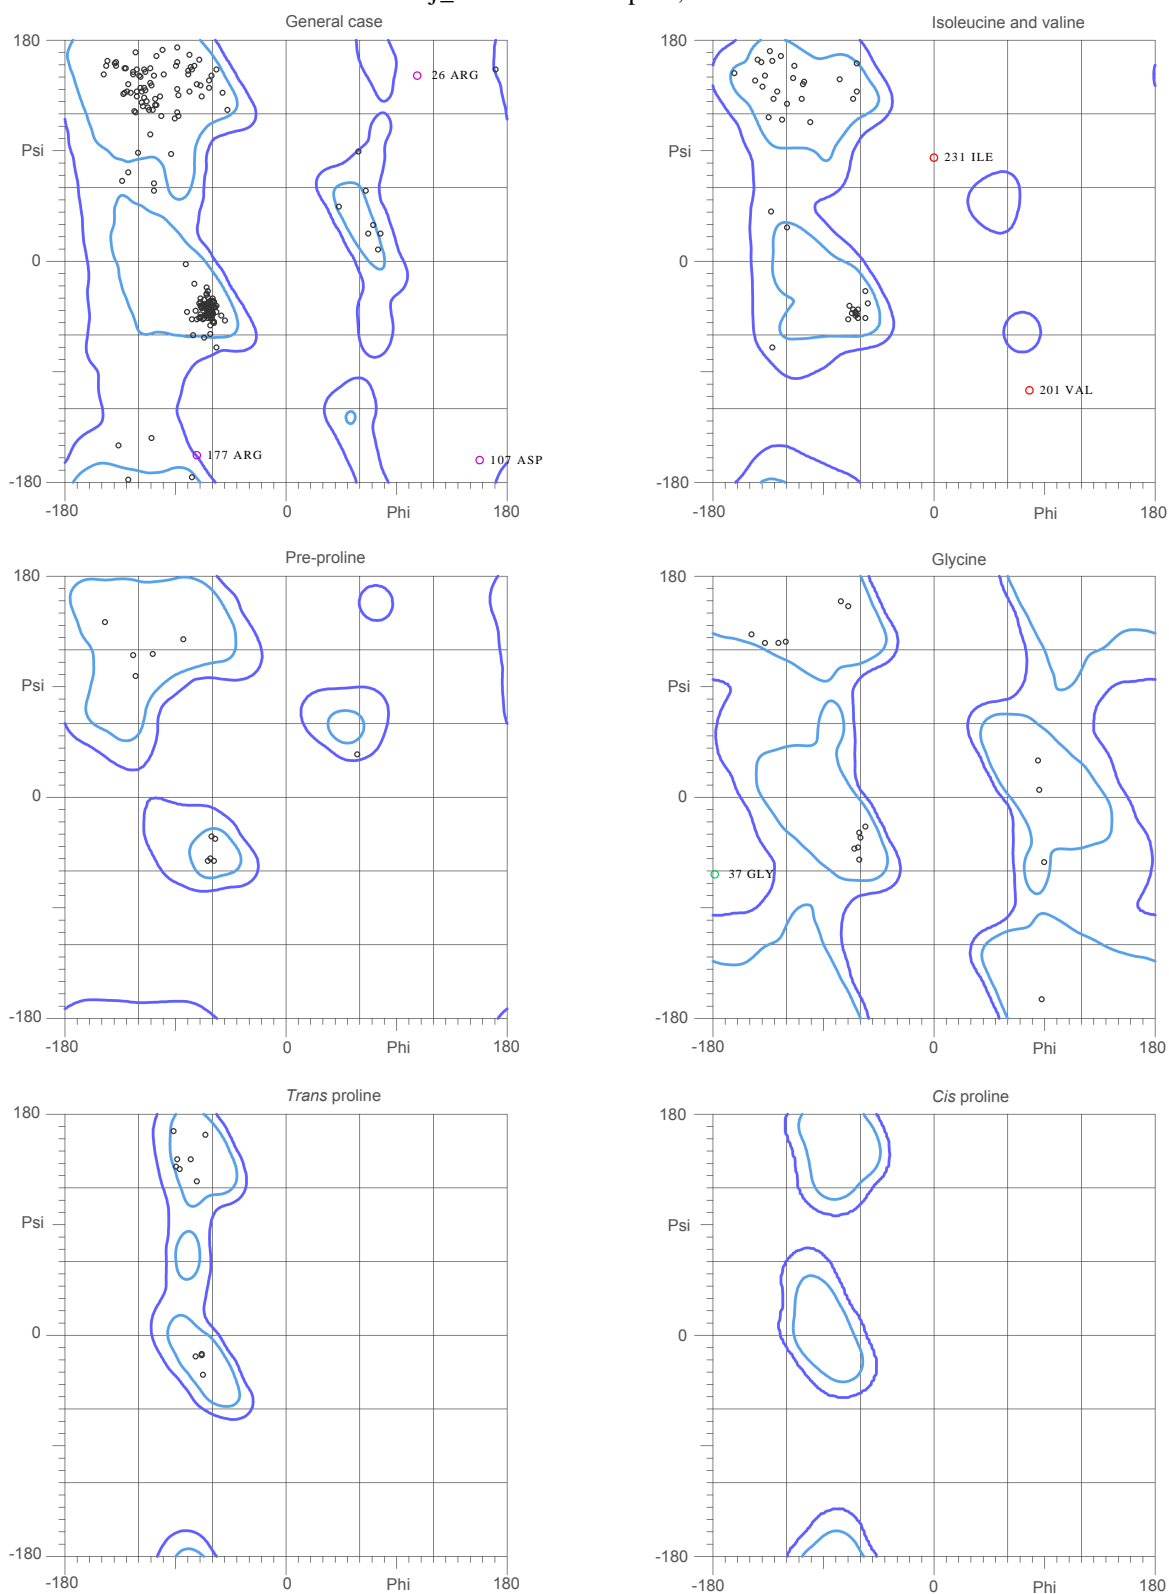 General case
180
26 ARG
Psi
0
177 ARG
107 ASP
-180
-180
0
Phi
180
Isoleucine and valine
180
Psi
231 ILE
0
201 VAL
-180
-180
0
Phi
180
Pre-proline
180
Psi
0
-180
-180
0
Phi
180
Glycine
180
Psi
0
37 GLY
-180
-180
0
Phi
180
Trans proline
180
Psi
0
-180
-180
0
Phi
180
Cis proline
180
Psi
0
-180
-180
0
Phi
180